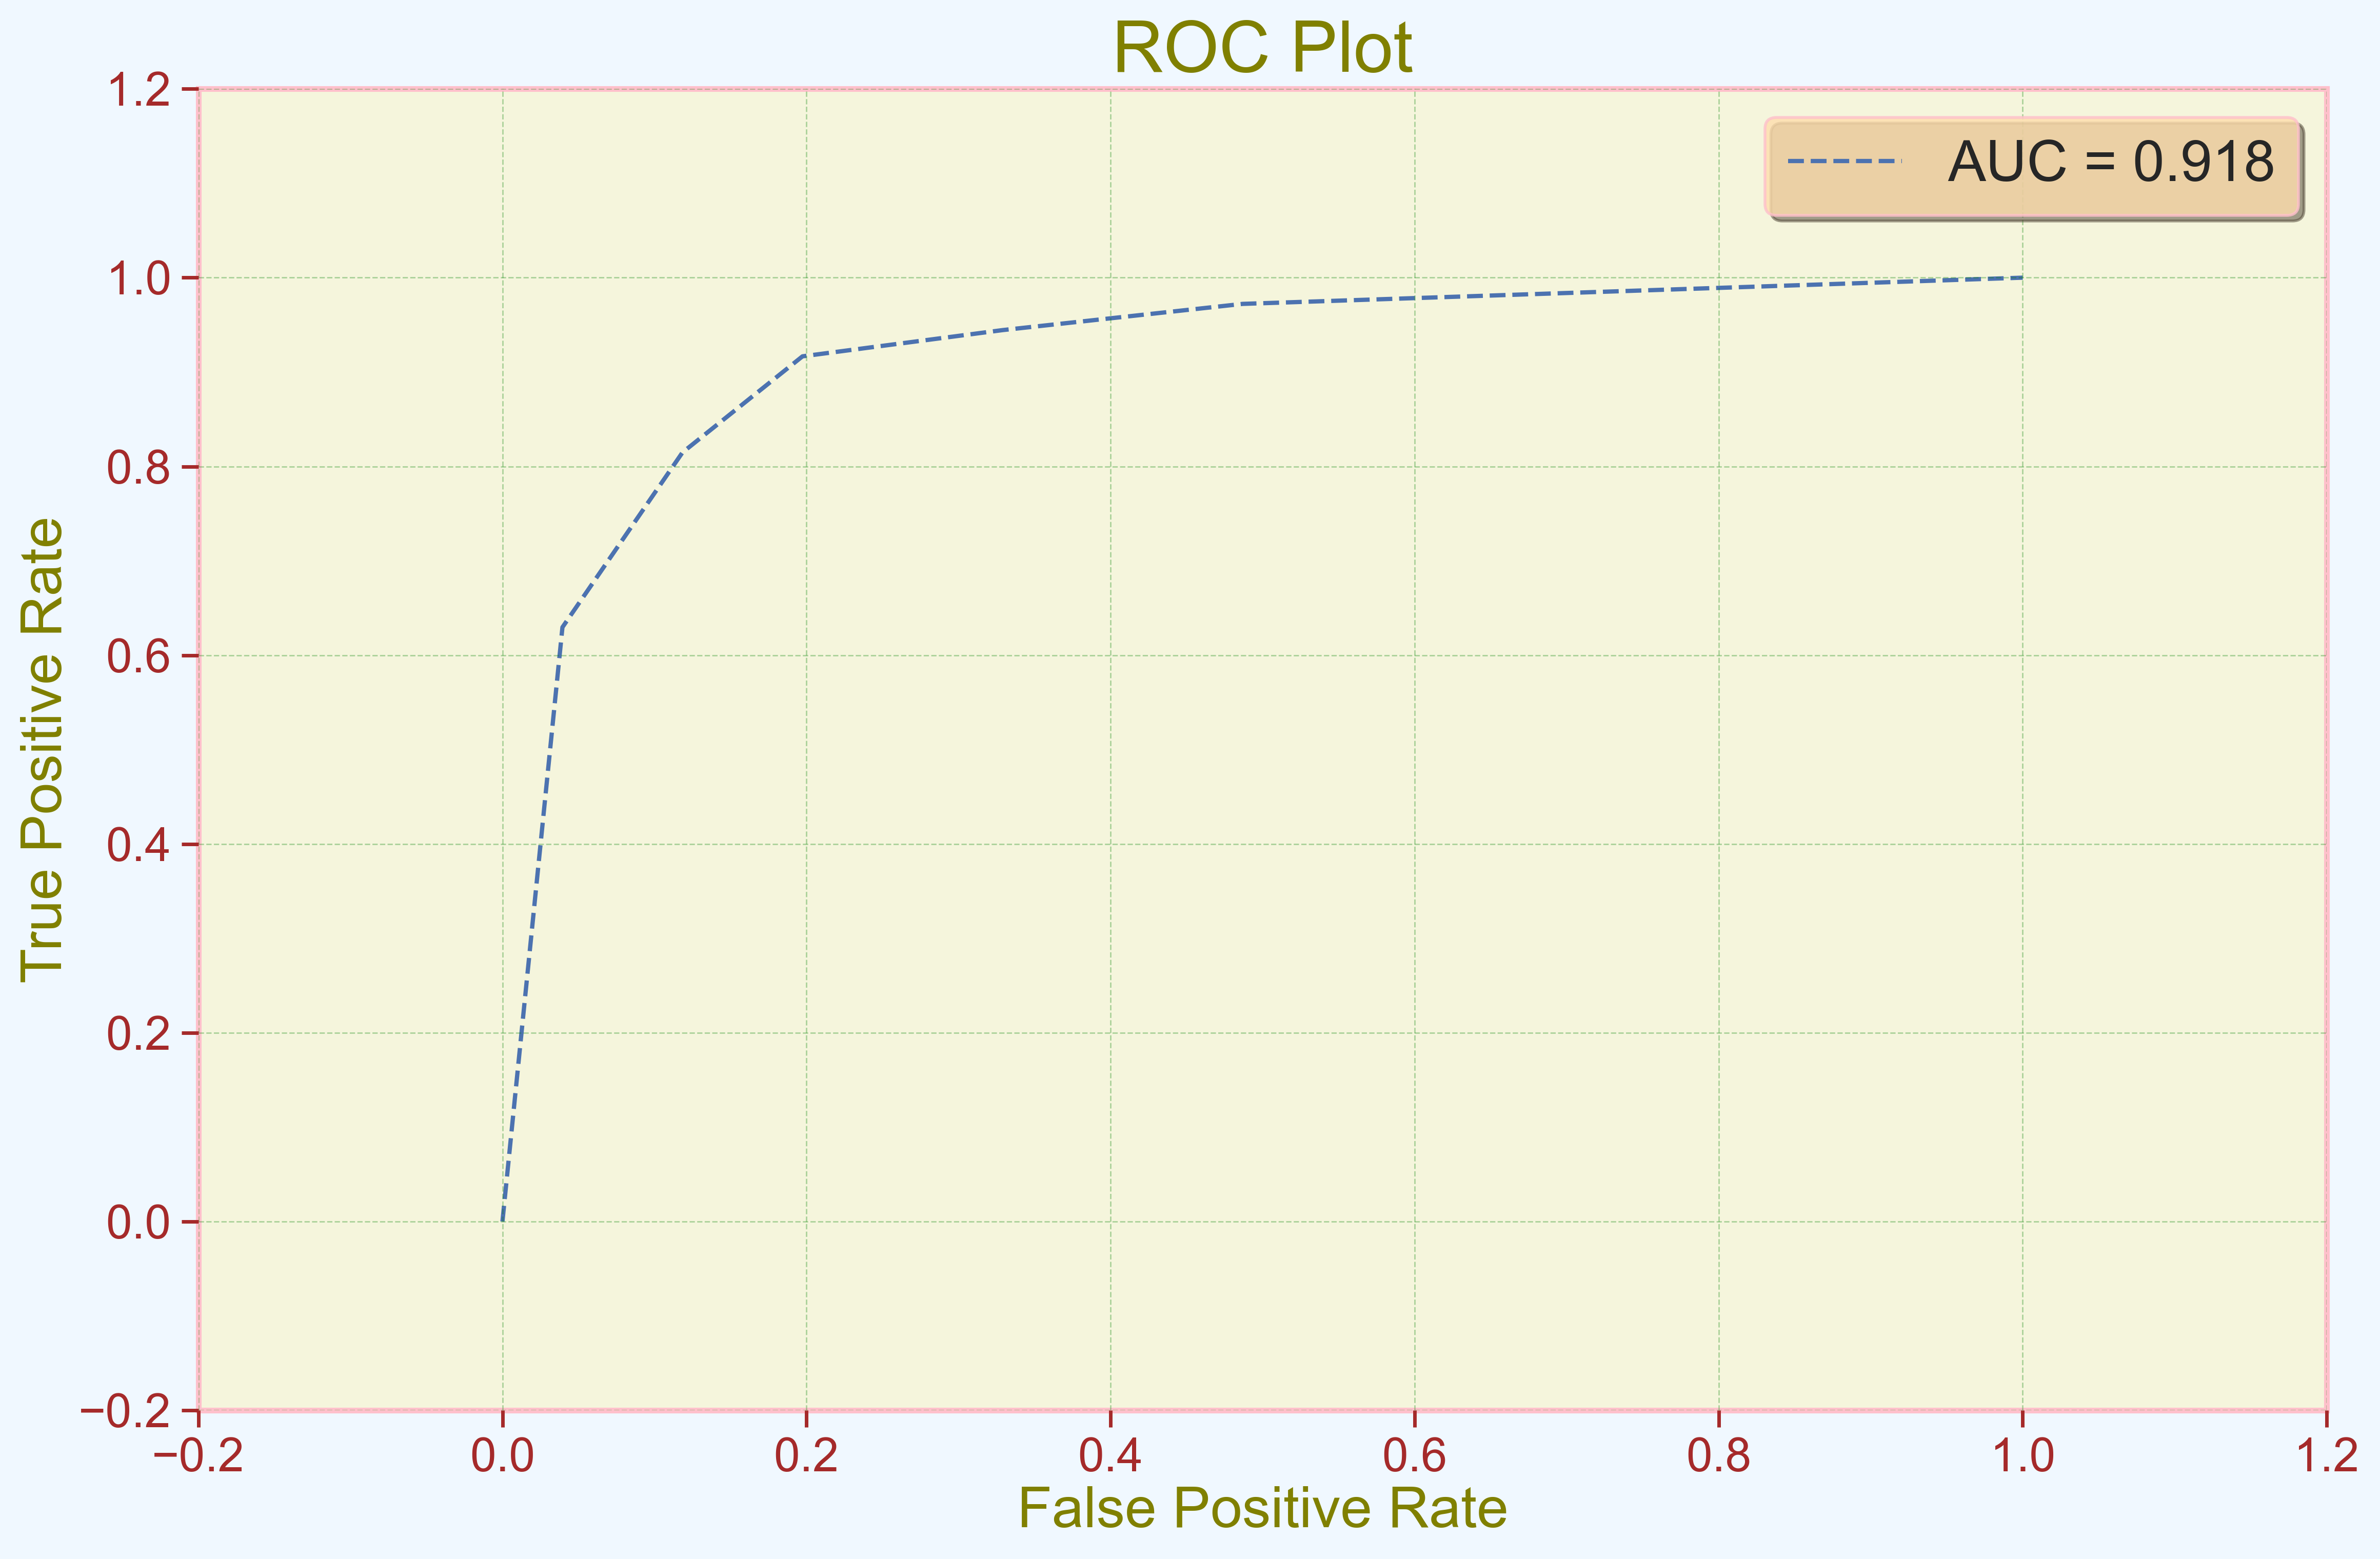 ROC Plot
AUC = 0.918
True Positive Rate
1.2
1.0
0.8
0.6
0.4
0.2
0.0
−0.2
−0.2 0.0 0.2 0.4 0.6 0.8 1.0 1.2
False Positive Rate